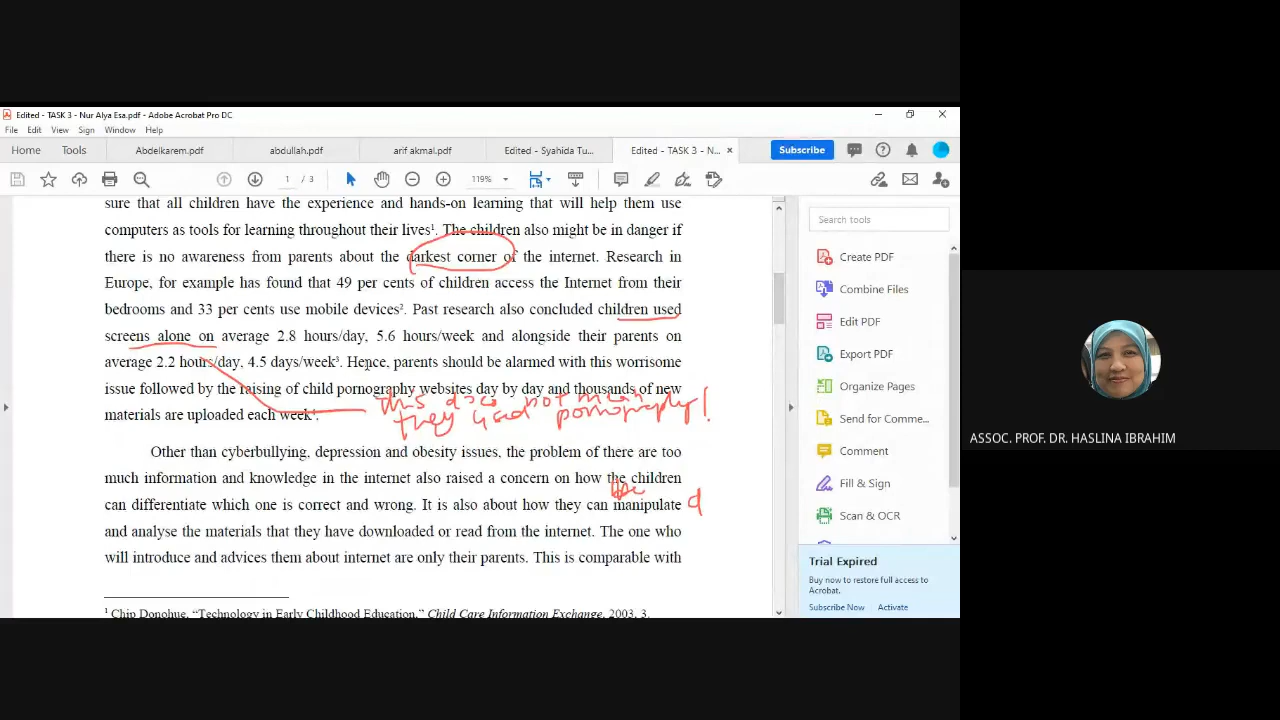 Edited - TASK 3 - Nur Alya Esa.pdf - Adobe Acrobat Pro DC
File Edit View Sign Window Help
Home Tools Abdelkarem.pdf abdullah.pdf arif akmal.pdf Edited - Syahida Tu... Edited - TASK 3 - N... × Subscribe
1 / 3 119%
sure that all children have the experience and hands-on learning that will help them use
computers as tools for learning throughout their lives¹. The children also might be in danger if
there is no awareness from parents about the darkest corner of the internet. Research in
Europe, for example has found that 49 per cents of children access the Internet from their
bedrooms and 33 per cents use mobile devices². Past research also concluded children used
screens alone on average 2.8 hours/day, 5.6 hours/week and alongside their parents on
average 2.2 hours/day, 4.5 days/week³. Hence, parents should be alarmed with this worrisome
issue followed by the raising of child pornography websites day by day and thousands of new
this does not mean
materials are uploaded each week⁴.
they used pornography!
Other than cyberbullying, depression and obesity issues, the problem of there are too
much information and knowledge in the internet also raised a concern on how the children
be
can differentiate which one is correct and wrong. It is also about how they can manipulate d
and analyse the materials that they have downloaded or read from the internet. The one who
will introduce and advices them about internet are only their parents. This is comparable with
¹ Chip Donohue, “Technology in Early Childhood Education,” Child Care Information Exchange, 2003, 3.
Search tools
Create PDF
Combine Files
Edit PDF
Export PDF
Organize Pages
Send for Comme...
Comment
Fill & Sign
Scan & OCR
Trial Expired
Buy now to restore full access to
Acrobat.
Subscribe Now Activate
ASSOC. PROF. DR. HASLINA IBRAHIM